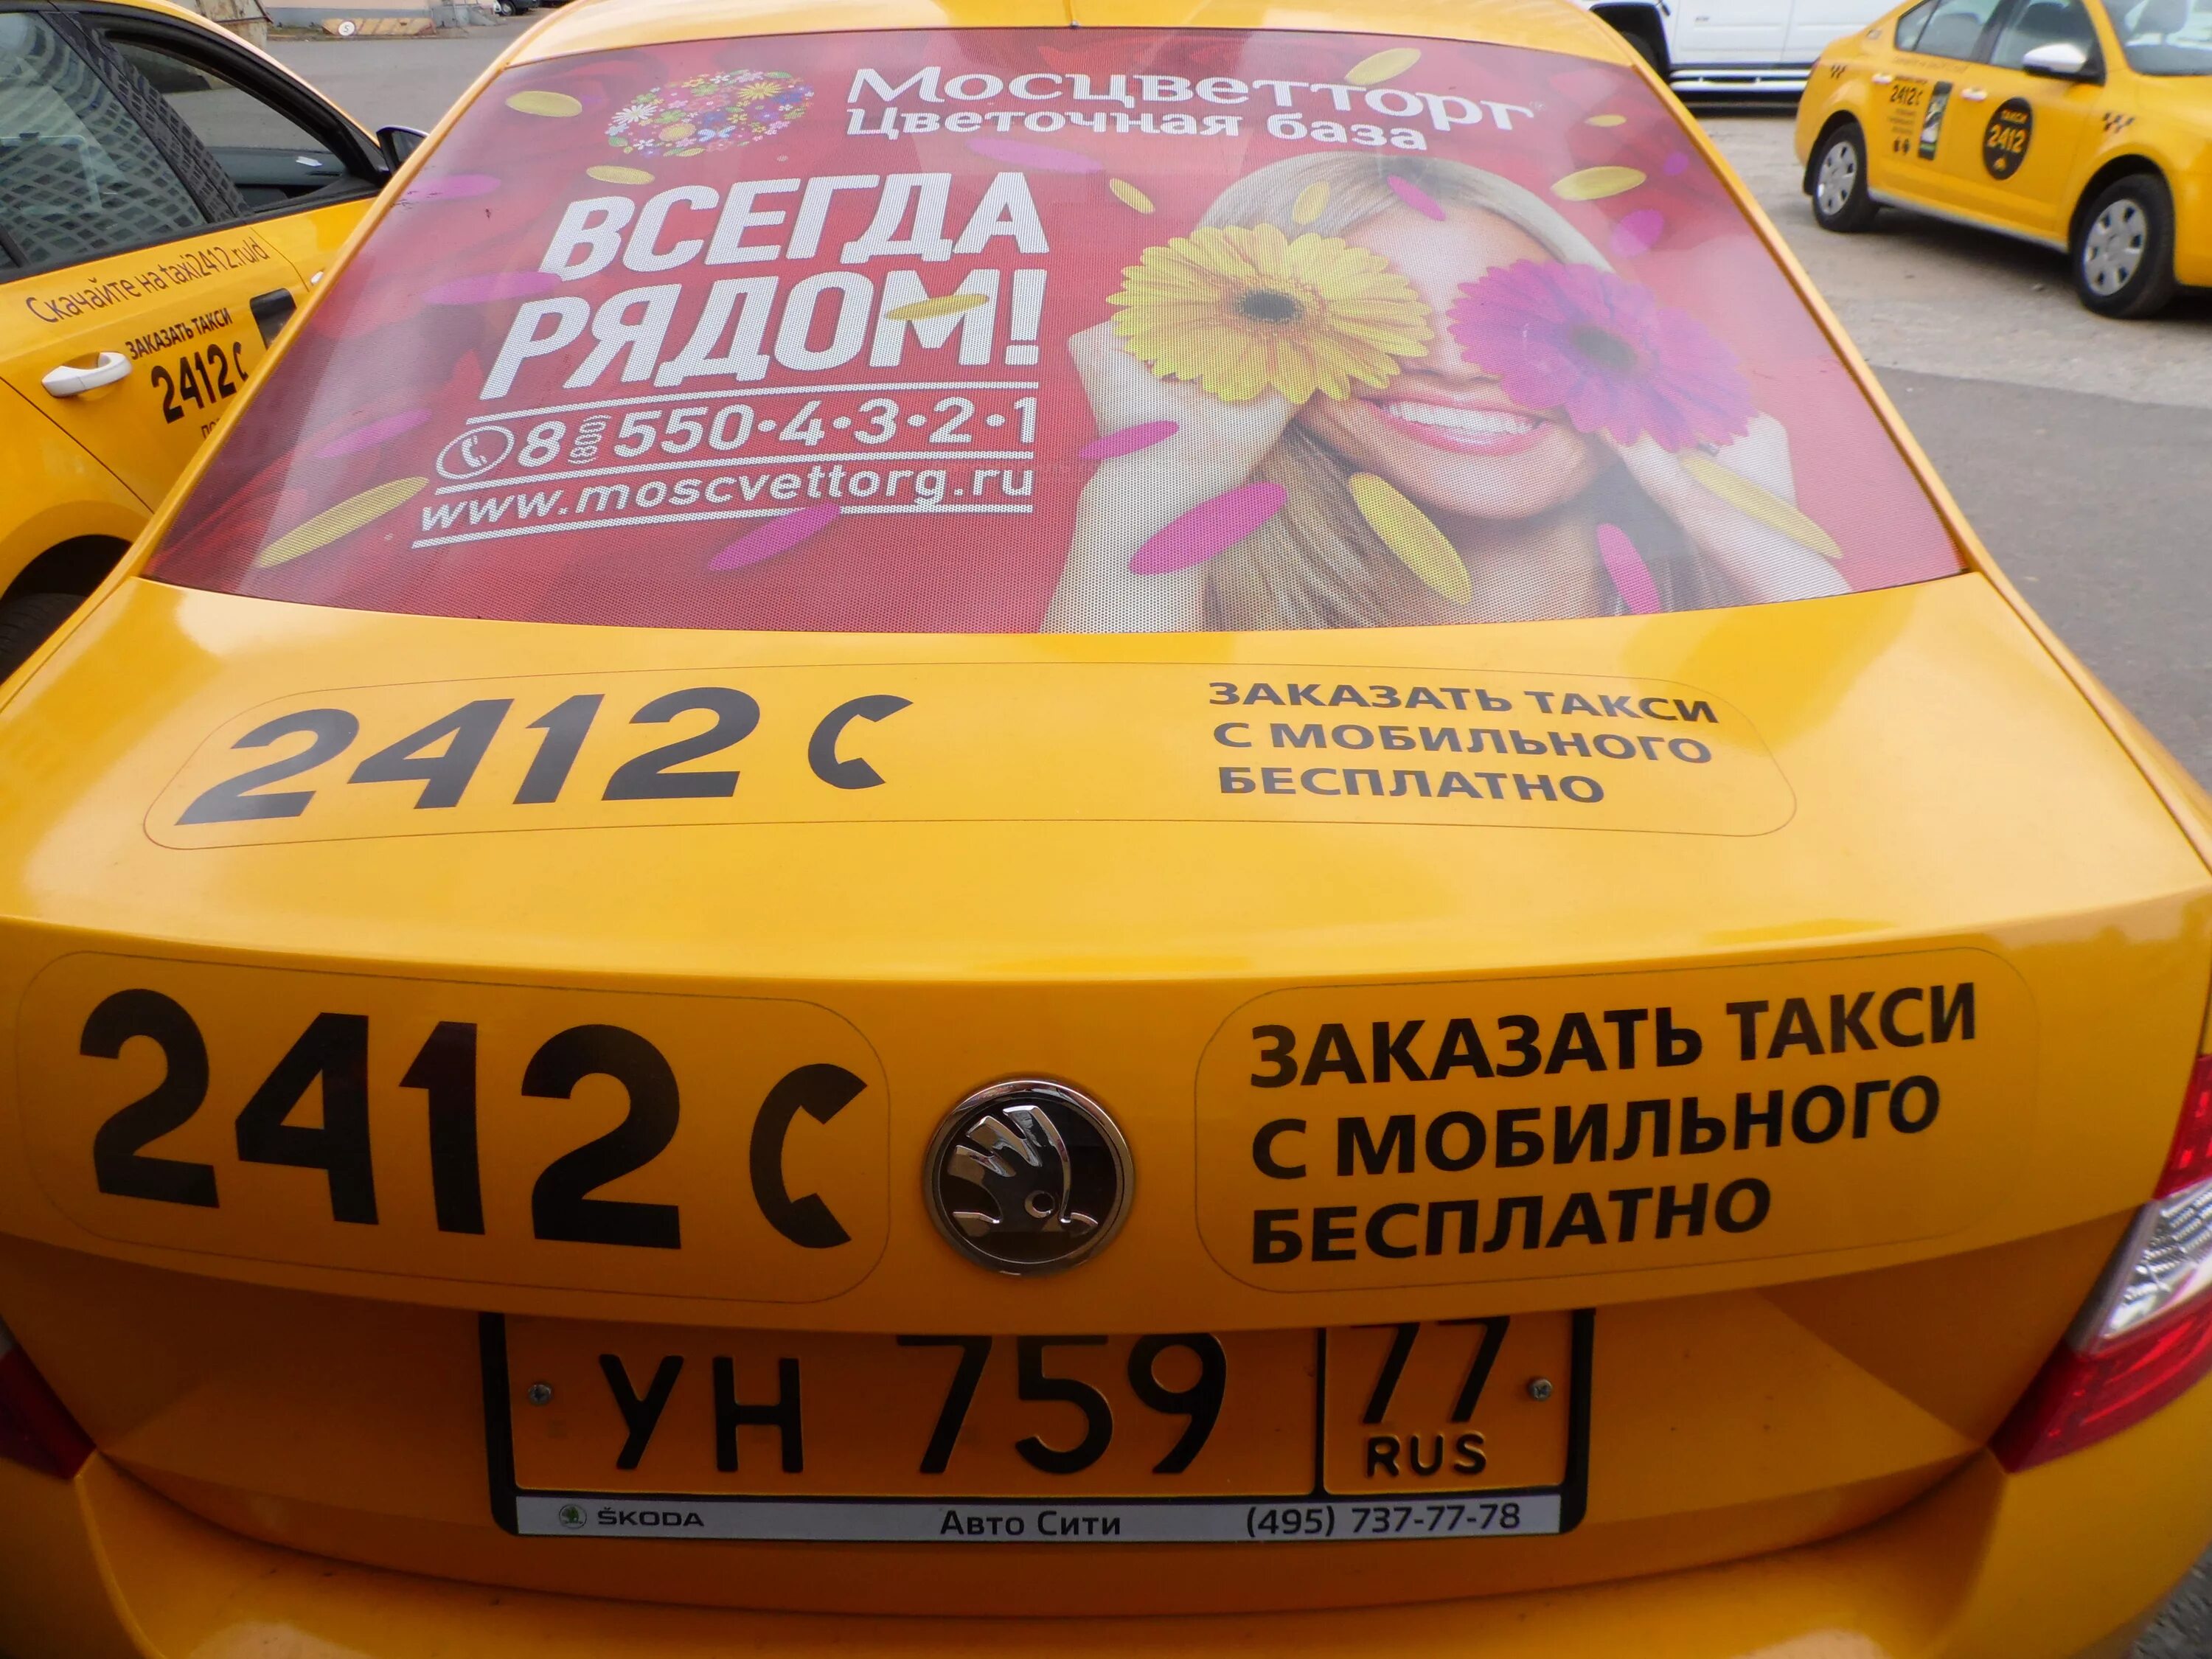 Мосцветторг
Цветочная база
ВСЕГДА
РЯДОМ!
8(800)550•4•3•2•1
www.moscvettorg.ru
Скачайте на taxi2412.ru/d
ЗАКАЗАТЬ ТАКСИ
2412
2412
ТАКСИ
2412
2412
ЗАКАЗАТЬ ТАКСИ
С МОБИЛЬНОГО
БЕСПЛАТНО
2412
ЗАКАЗАТЬ ТАКСИ
С МОБИЛЬНОГО
БЕСПЛАТНО
УН 759 77
RUS
ŠKODA Авто Сити (495) 737-77-78